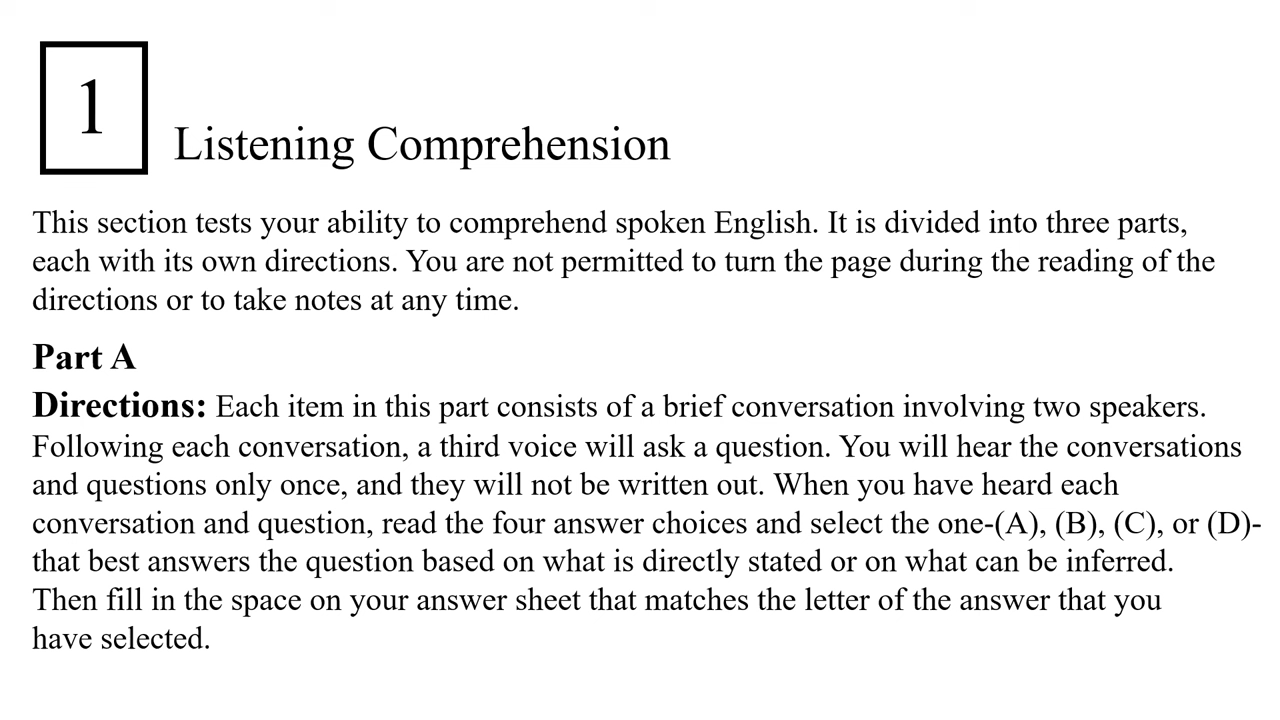 1
Listening Comprehension
This section tests your ability to comprehend spoken English. It is divided into three parts,
each with its own directions. You are not permitted to turn the page during the reading of the
directions or to take notes at any time.
Part A
Directions: Each item in this part consists of a brief conversation involving two speakers.
Following each conversation, a third voice will ask a question. You will hear the conversations
and questions only once, and they will not be written out. When you have heard each
conversation and question, read the four answer choices and select the one-(A), (B), (C), or (D)-
that best answers the question based on what is directly stated or on what can be inferred.
Then fill in the space on your answer sheet that matches the letter of the answer that you
have selected.